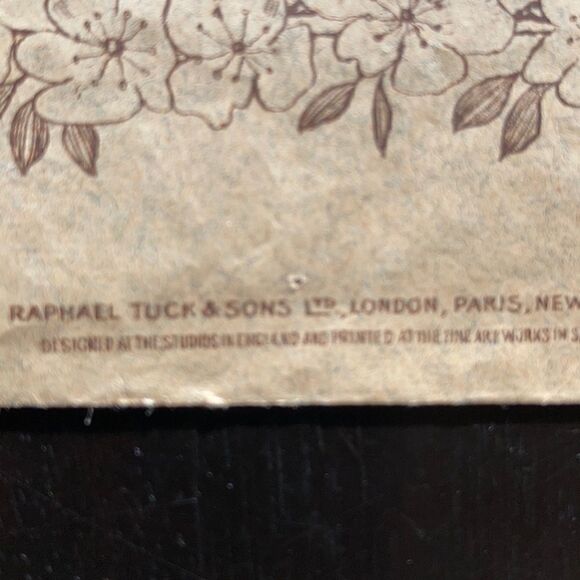 RAPHAEL TUCK & SONS LTD., LONDON, PARIS, NEW
DESIGNED AT THE STUDIOS IN ENGLAND AND PRINTED AT THE FINE ART WORKS IN S